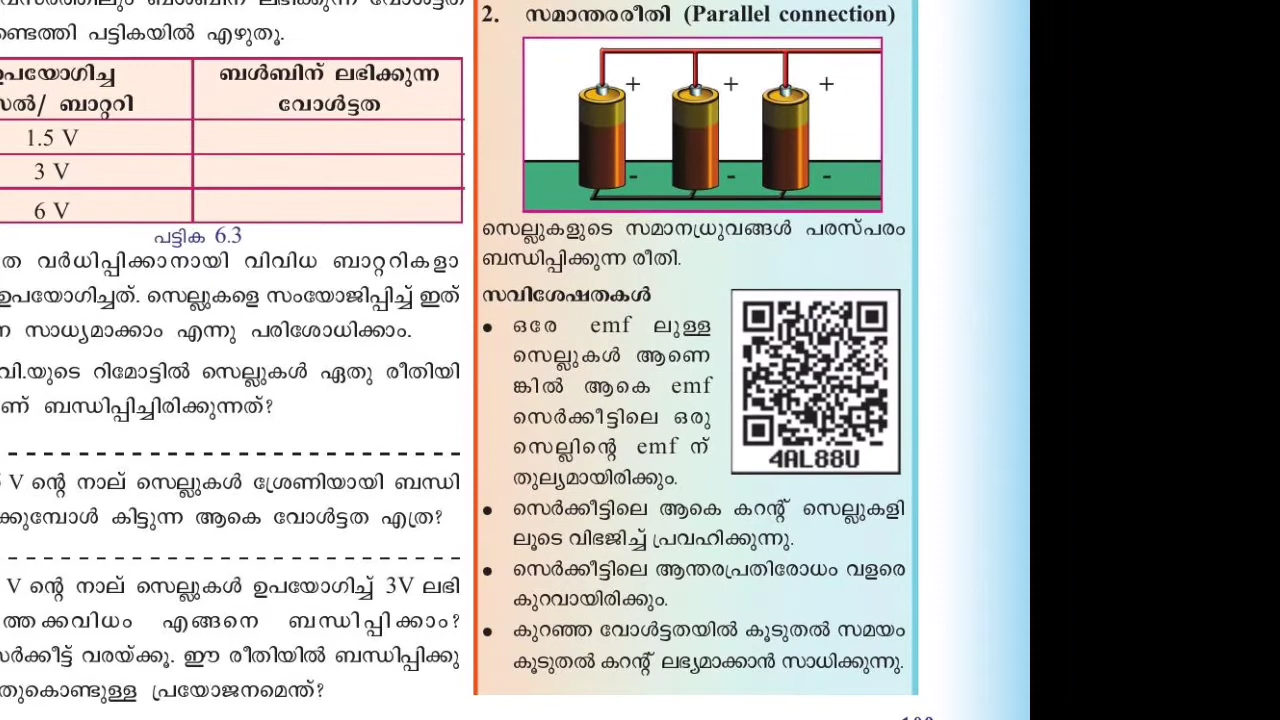 ണ്ടെത്തി പട്ടികയിൽ എഴുതൂ.
ഉപയോഗിച്ച
സെൽ/ ബാറ്ററി
ബൾബിന് ലഭിക്കുന്ന
വോൾട്ടത
1.5 V
3 V
6 V
പട്ടിക 6.3
ത വർധിപ്പിക്കാനായി വിവിധ ബാറ്ററികളാ
ഉപയോഗിച്ചത്. സെല്ലുകളെ സംയോജിപ്പിച്ച് ഇത്
ന സാധ്യമാക്കാം എന്നു പരിശോധിക്കാം.
വി.യുടെ റിമോട്ടിൽ സെല്ലുകൾ ഏതു രീതിയി
ണ് ബന്ധിപ്പിച്ചിരിക്കുന്നത്?
V ന്റെ നാല് സെല്ലുകൾ ശ്രേണിയായി ബന്ധി
ക്കുമ്പോൾ കിട്ടുന്ന ആകെ വോൾട്ടത എത്ര?
V ന്റെ നാല് സെല്ലുകൾ ഉപയോഗിച്ച് 3V ലഭി
ത്തക്കവിധം എങ്ങനെ ബന്ധിപ്പിക്കാം?
സർക്കീട്ട് വരയ്ക്കൂ. ഈ രീതിയിൽ ബന്ധിപ്പിക്കു
തുകൊണ്ടുള്ള പ്രയോജനമെന്ത്?
2. സമാന്തരരീതി (Parallel connection)
+ + +
- - -
സെല്ലുകളുടെ സമാനധ്രുവങ്ങൾ പരസ്പരം
ബന്ധിപ്പിക്കുന്ന രീതി.
സവിശേഷതകൾ
• ഒരേ emf ലുള്ള
സെല്ലുകൾ ആണെ
ങ്കിൽ ആകെ emf
സെർക്കീട്ടിലെ ഒരു
സെല്ലിന്റെ emf ന്
തുല്യമായിരിക്കും.
4AL88U
• സെർക്കീട്ടിലെ ആകെ കറന്റ് സെല്ലുകളി
ലൂടെ വിഭജിച്ച് പ്രവഹിക്കുന്നു.
• സെർക്കീട്ടിലെ ആന്തരപ്രതിരോധം വളരെ
കുറവായിരിക്കും.
• കുറഞ്ഞ വോൾട്ടതയിൽ കൂടുതൽ സമയം
കൂടുതൽ കറന്റ് ലഭ്യമാക്കാൻ സാധിക്കുന്നു.